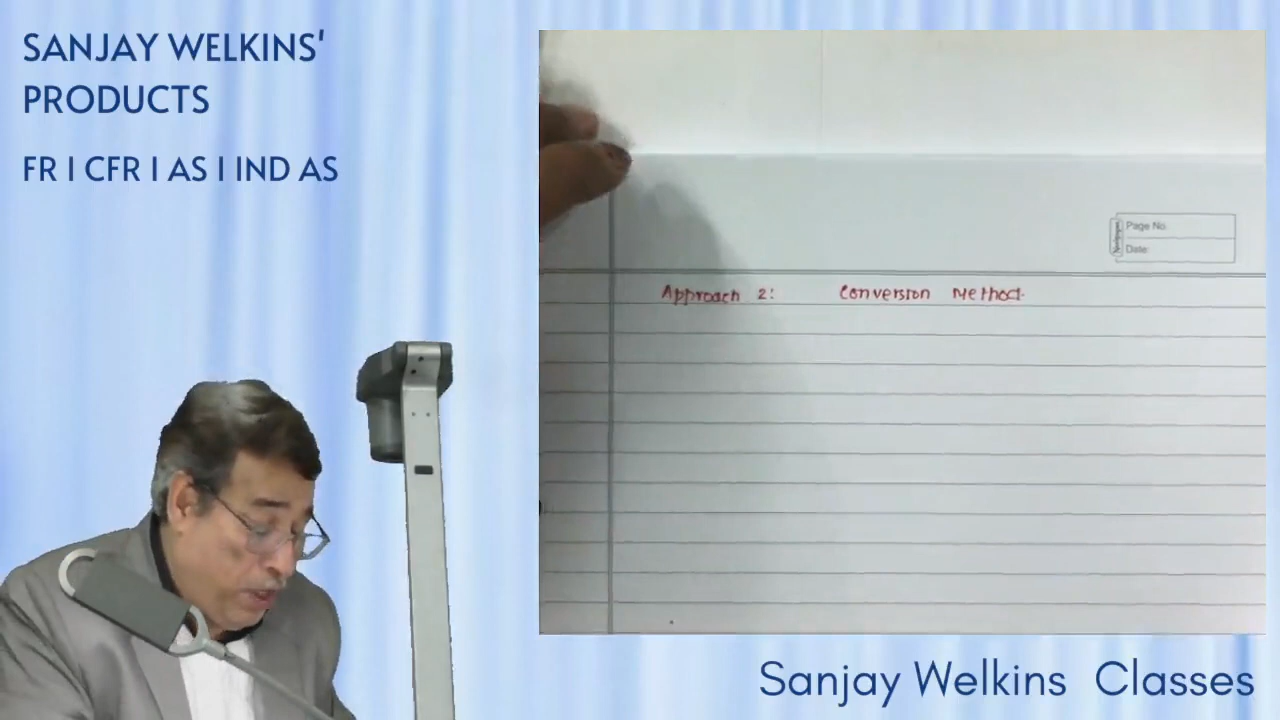 SANJAY WELKINS'
PRODUCTS
FR I CFR I AS I IND AS
Page No.
Date:
Approach 2: Conversion Method.
Sanjay Welkins Classes